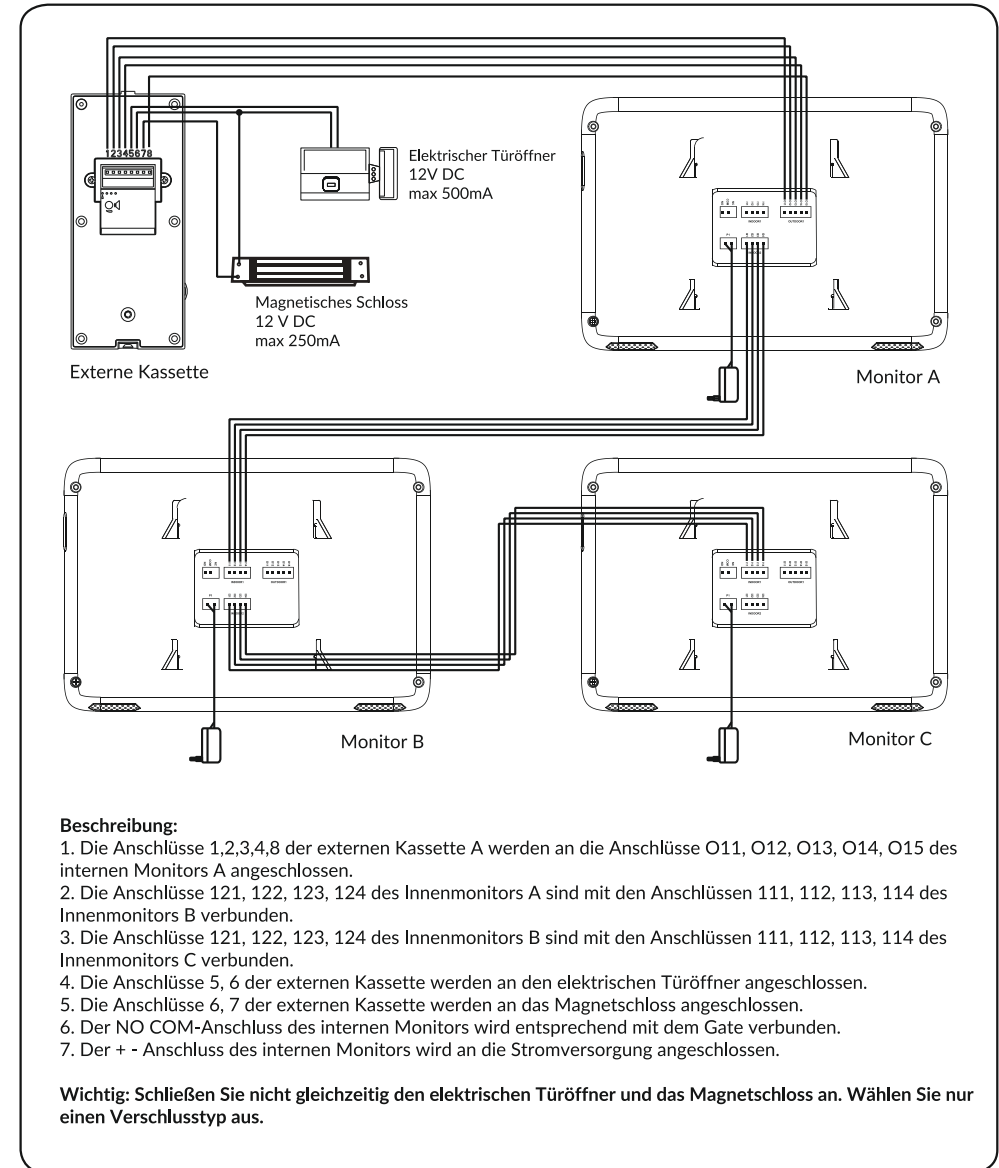 12345678
Elektrischer Türöffner
12V DC
max 500mA
Magnetisches Schloss
12 V DC
max 250mA
Externe Kassette
OUTDOOR1
Monitor A
INDOOR1
OUTDOOR1
INDOOR1
OUTDOOR1
INDOOR2
Monitor B
Monitor C
Beschreibung:
1. Die Anschlüsse 1,2,3,4,8 der externen Kassette A werden an die Anschlüsse O11, O12, O13, O14, O15 des
internen Monitors A angeschlossen.
2. Die Anschlüsse 121, 122, 123, 124 des Innenmonitors A sind mit den Anschlüssen 111, 112, 113, 114 des
Innenmonitors B verbunden.
3. Die Anschlüsse 121, 122, 123, 124 des Innenmonitors B sind mit den Anschlüssen 111, 112, 113, 114 des
Innenmonitors C verbunden.
4. Die Anschlüsse 5, 6 der externen Kassette werden an den elektrischen Türöffner angeschlossen.
5. Die Anschlüsse 6, 7 der externen Kassette werden an das Magnetschloss angeschlossen.
6. Der NO COM-Anschluss des internen Monitors wird entsprechend mit dem Gate verbunden.
7. Der + - Anschluss des internen Monitors wird an die Stromversorgung angeschlossen.
Wichtig: Schließen Sie nicht gleichzeitig den elektrischen Türöffner und das Magnetschloss an. Wählen Sie nur
einen Verschlusstyp aus.